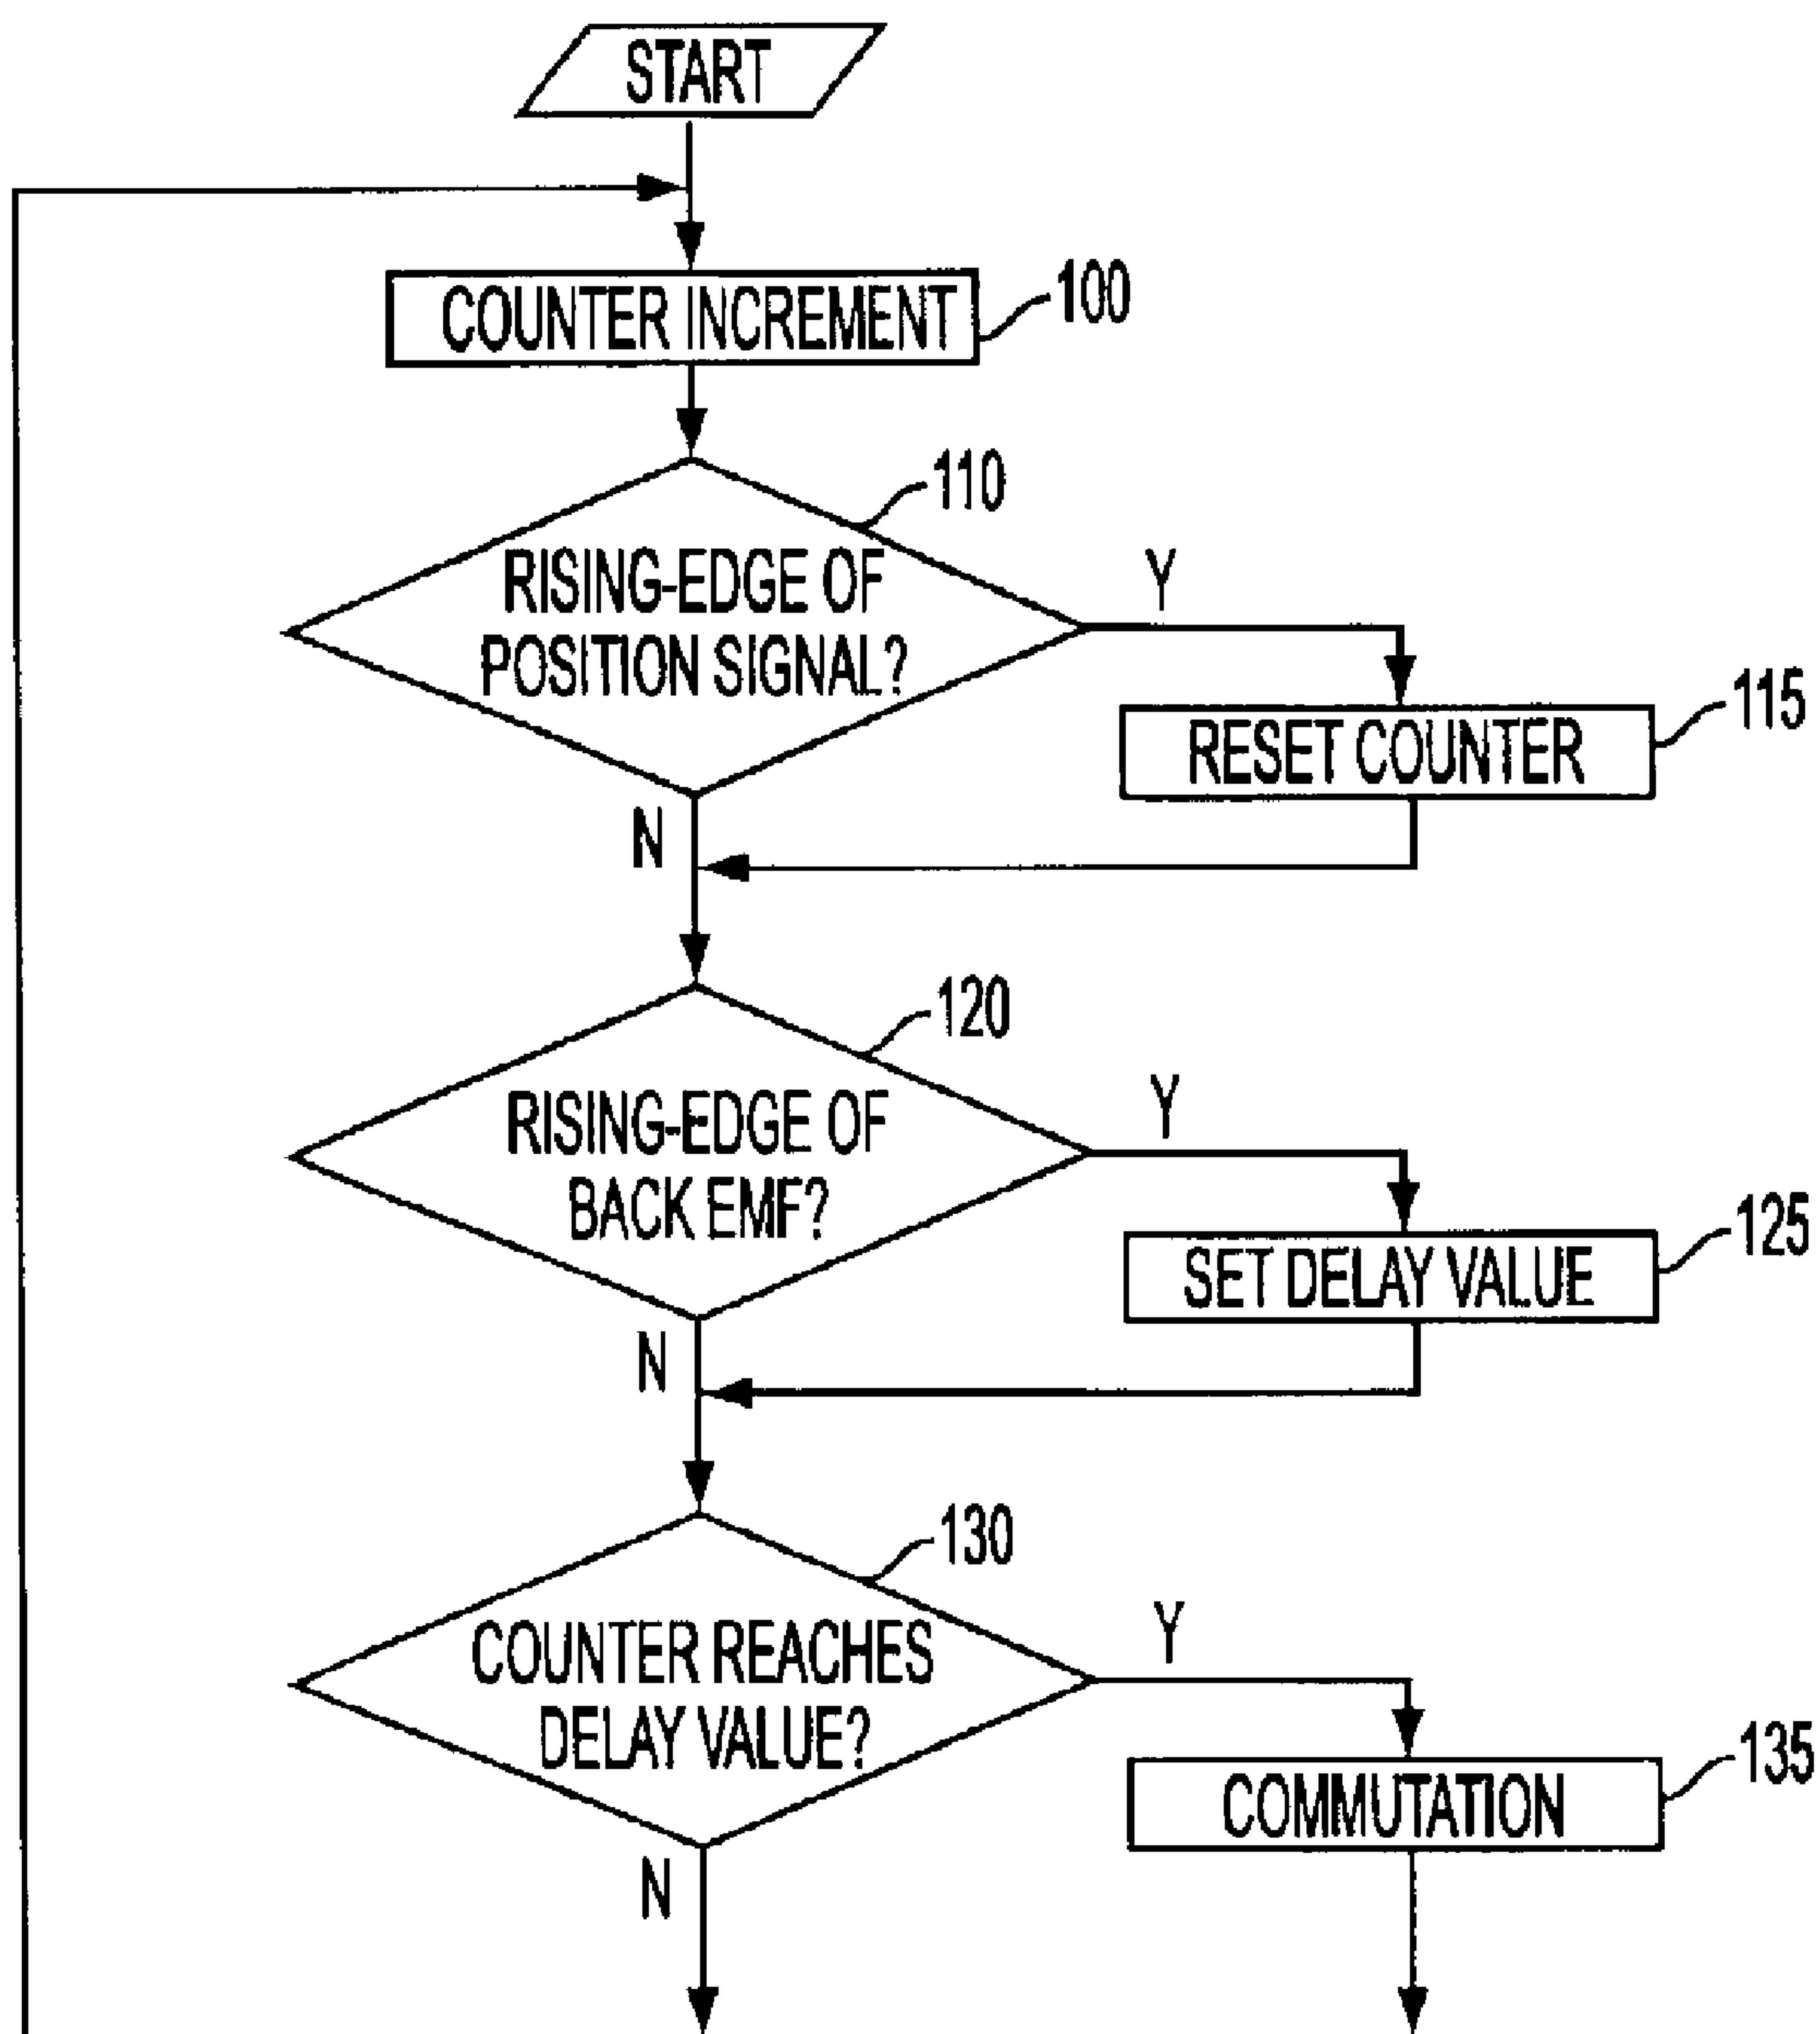 START
COUNTER INCREMENT
100
110
RISING-EDGE OF
POSITION SIGNAL?
Y
115
RESET COUNTER
N
120
RISING-EDGE OF
BACK EMF?
Y
125
SET DELAY VALUE
N
130
COUNTER REACHES
DELAY VALUE?
Y
135
COMMUTATION
N